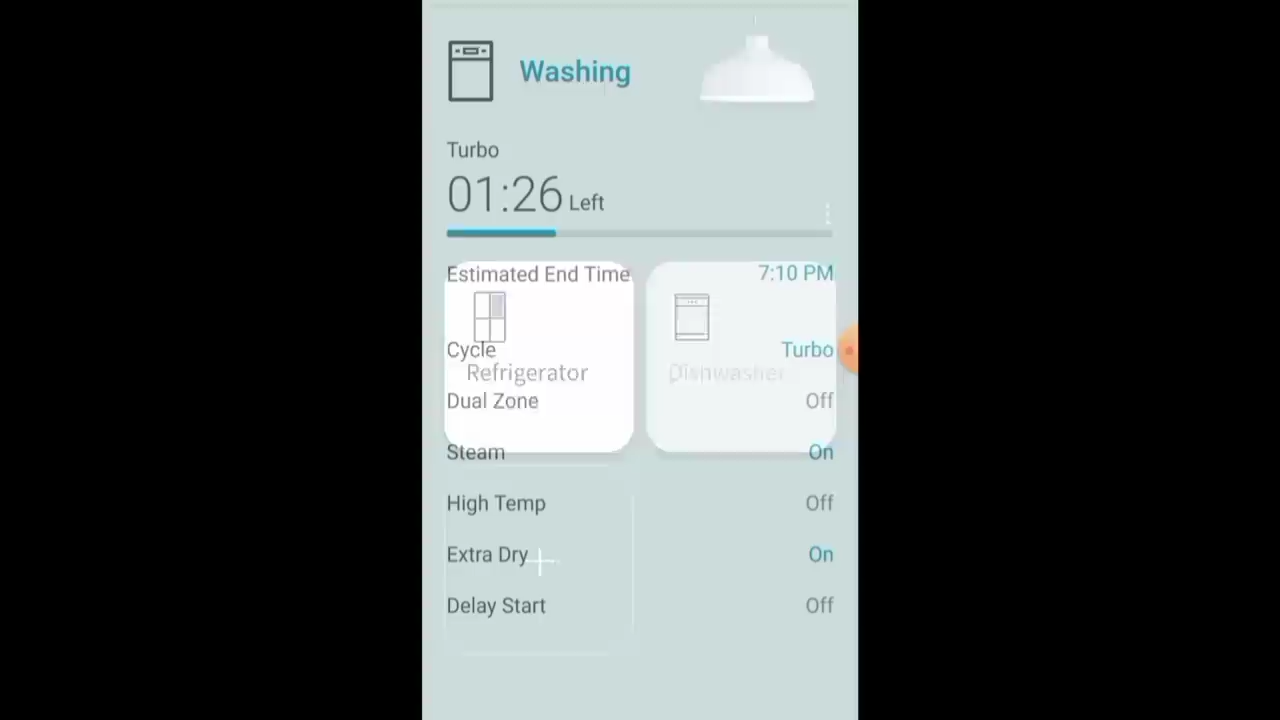 Washing
Turbo
01:26 Left
Estimated End Time 7:10 PM
Cycle Turbo
Refrigerator Dishwasher
Dual Zone Off
Steam On
High Temp Off
Extra Dry On
Delay Start Off